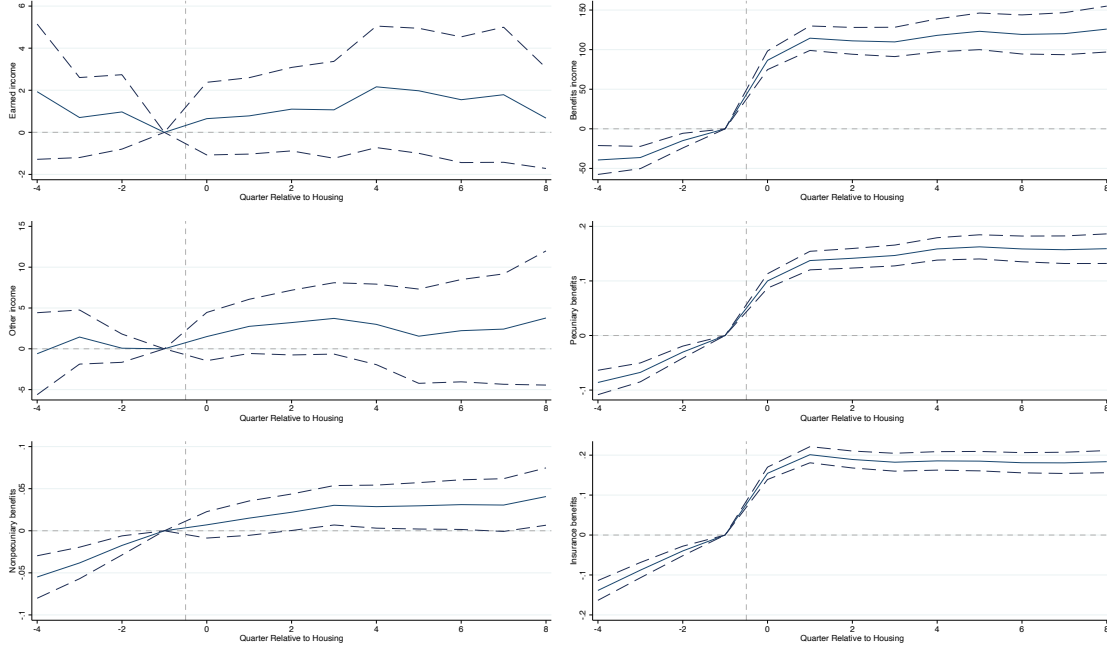 Earned income
6
4
2
0
-2
-4 -2 0 2 4 6 8
Quarter Relative to Housing
Benefits income
150
100
50
0
-50
-4 -2 0 2 4 6 8
Quarter Relative to Housing
Other income
15
10
5
0
-5
-4 -2 0 2 4 6 8
Quarter Relative to Housing
Pecuniary benefits
.2
.1
0
-.1
-4 -2 0 2 4 6 8
Quarter Relative to Housing
Nonpecuniary benefits
.1
.05
0
-.05
-.1
-4 -2 0 2 4 6 8
Quarter Relative to Housing
Insurance benefits
.2
.1
0
-.1
-.2
-4 -2 0 2 4 6 8
Quarter Relative to Housing